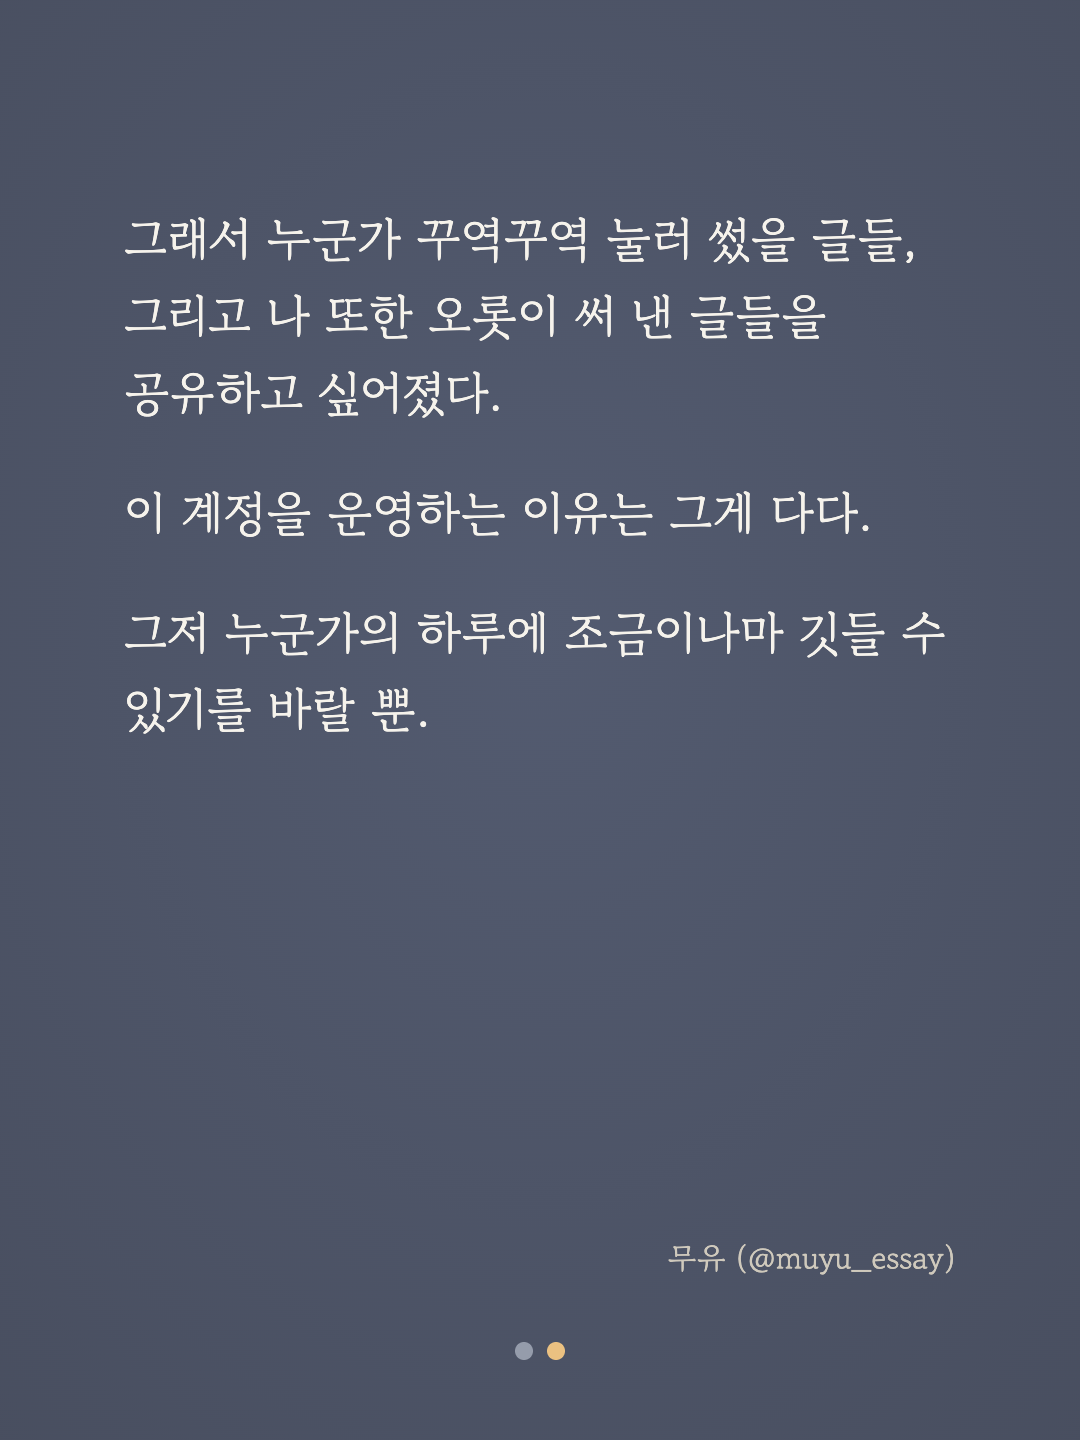 그래서 누군가 꾸역꾸역 눌러 썼을 글들,
그리고 나 또한 오롯이 써 낸 글들을
공유하고 싶어졌다.
이 계정을 운영하는 이유는 그게 다다.
그저 누군가의 하루에 조금이나마 깃들 수
있기를 바랄 뿐.
무유 (@muyu_essay)